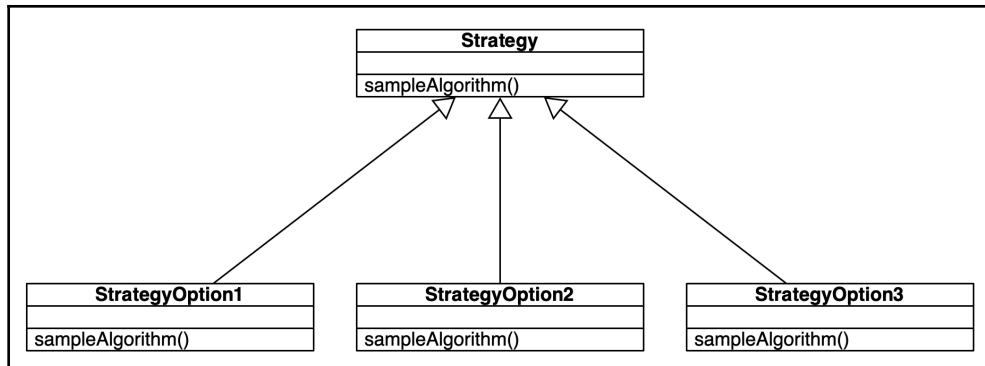 Strategy
sampleAlgorithm()
StrategyOption1
sampleAlgorithm()
StrategyOption2
sampleAlgorithm()
StrategyOption3
sampleAlgorithm()